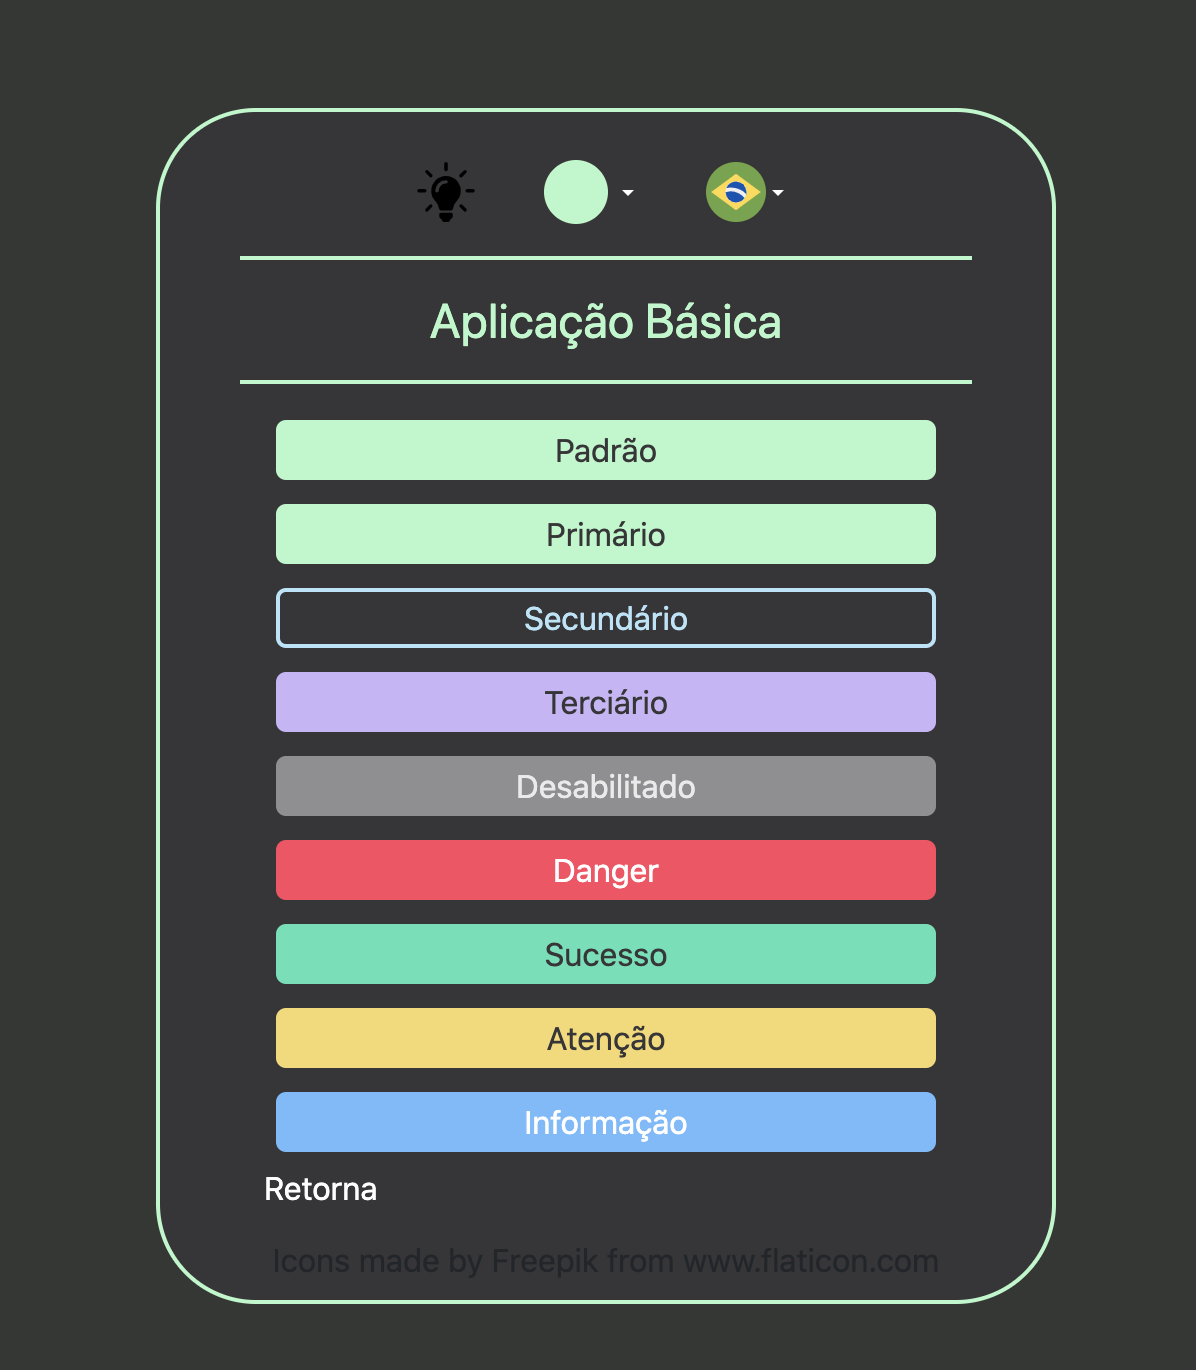 Aplicação Básica
Padrão
Primário
Secundário
Terciário
Desabilitado
Danger
Sucesso
Atenção
Informação
Retorna
Icons made by Freepik from www.flaticon.com